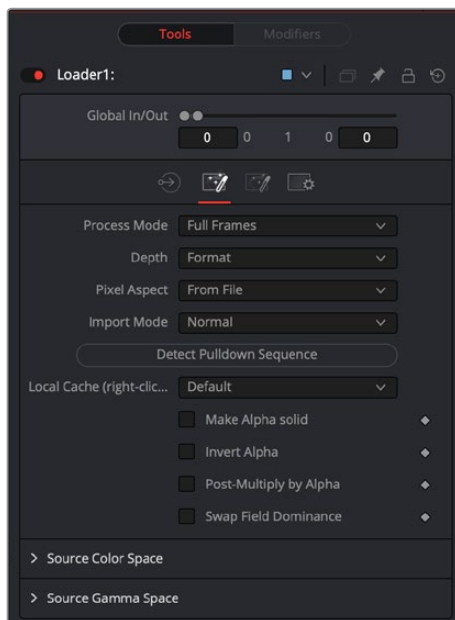 Tools Modifiers
Loader1:
Global In/Out
0 0 1 0 0
Process Mode Full Frames
Depth Format
Pixel Aspect From File
Import Mode Normal
Detect Pulldown Sequence
Local Cache (right-clic... Default
Make Alpha solid
Invert Alpha
Post-Multiply by Alpha
Swap Field Dominance
Source Color Space
Source Gamma Space